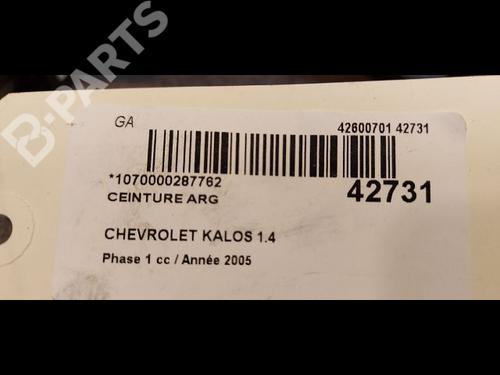 B-PARTS
GA
42600701 42731
*1070000287762
42731
CEINTURE ARG
CHEVROLET KALOS 1.4
Phase 1 cc / Année 2005